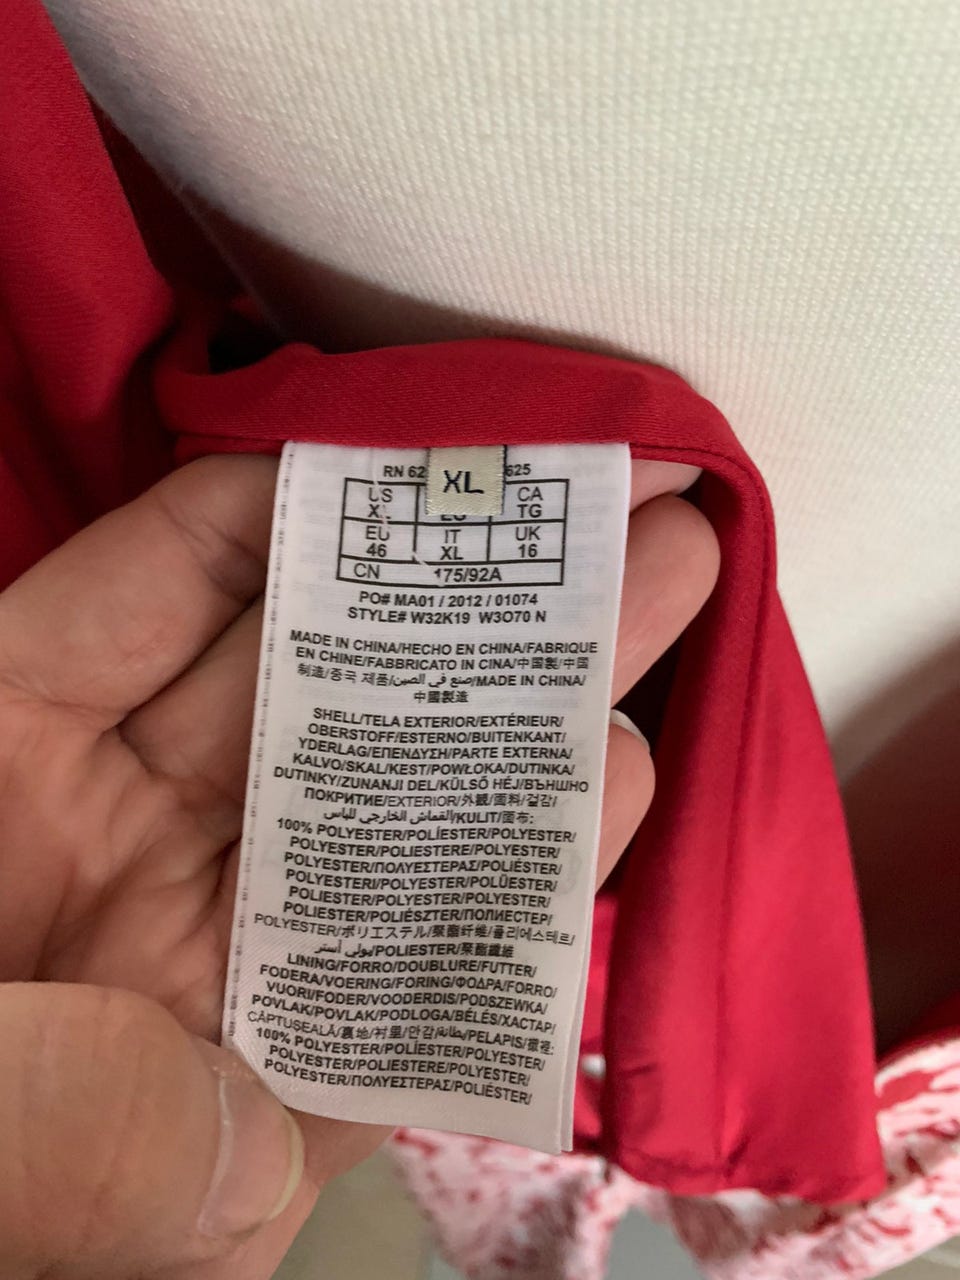 XL
RN 62 625
US CA
XL TG
EU IT UK
46 XL 16
CN 175/92A
PO# MA01 / 2012 / 01074
STYLE# W32K19 W3O70 N
MADE IN CHINA/HECHO EN CHINA/FABRIQUE
EN CHINE/FABBRICATO IN CINA/中国製/中国
制造/중국 제품/صنع في الصين/MADE IN CHINA/
中國製造
SHELL/TELA EXTERIOR/EXTÉRIEUR/
OBERSTOFF/ESTERNO/BUITENKANT/
YDERLAG/ΕΠΕΝΔΥΣΗ/PARTE EXTERNA/
KALVO/SKAL/KEST/POWŁOKA/DUTINKA/
DUTINKY/ZUNANJI DEL/KÜLSŐ HÉJ/ВЪНШНО
ПОКРИТИЕ/EXTERIOR/外観/面料/겉감/
القماش الخارجي للباس/KULIT/面布:
100% POLYESTER/POLÍESTER/POLYESTER/
POLYESTER/POLIESTERE/POLYESTER/
POLYESTER/ΠΟΛΥΕΣΤΕΡΑΣ/POLIÉSTER/
POLYESTERI/POLYESTER/POLÜESTER/
POLIESTER/POLYESTER/POLYESTER/
POLIESTER/POLIÉSZTER/ПОЛИЕСТЕР/
POLYESTER/ポリエステル/聚酯纤维/폴리에스테르/
بولي أستر/POLIESTER/聚酯纖維
LINING/FORRO/DOUBLURE/FUTTER/
FODERA/VOERING/FORING/ΦΟΔΡΑ/FORRO/
VUORI/FODER/VOODERDIS/PODSZEWKA/
POVLAK/POVLAK/PODLOGA/BÉLÉS/ХАСТАР/
CĂPTUȘEALĂ/裏地/衬里/안감/بطانة/PELAPIS/襯裡:
100% POLYESTER/POLÍESTER/POLYESTER/
POLYESTER/POLIESTERE/POLYESTER/
POLYESTER/ΠΟΛΥΕΣΤΕΡΑΣ/POLIÉSTER/